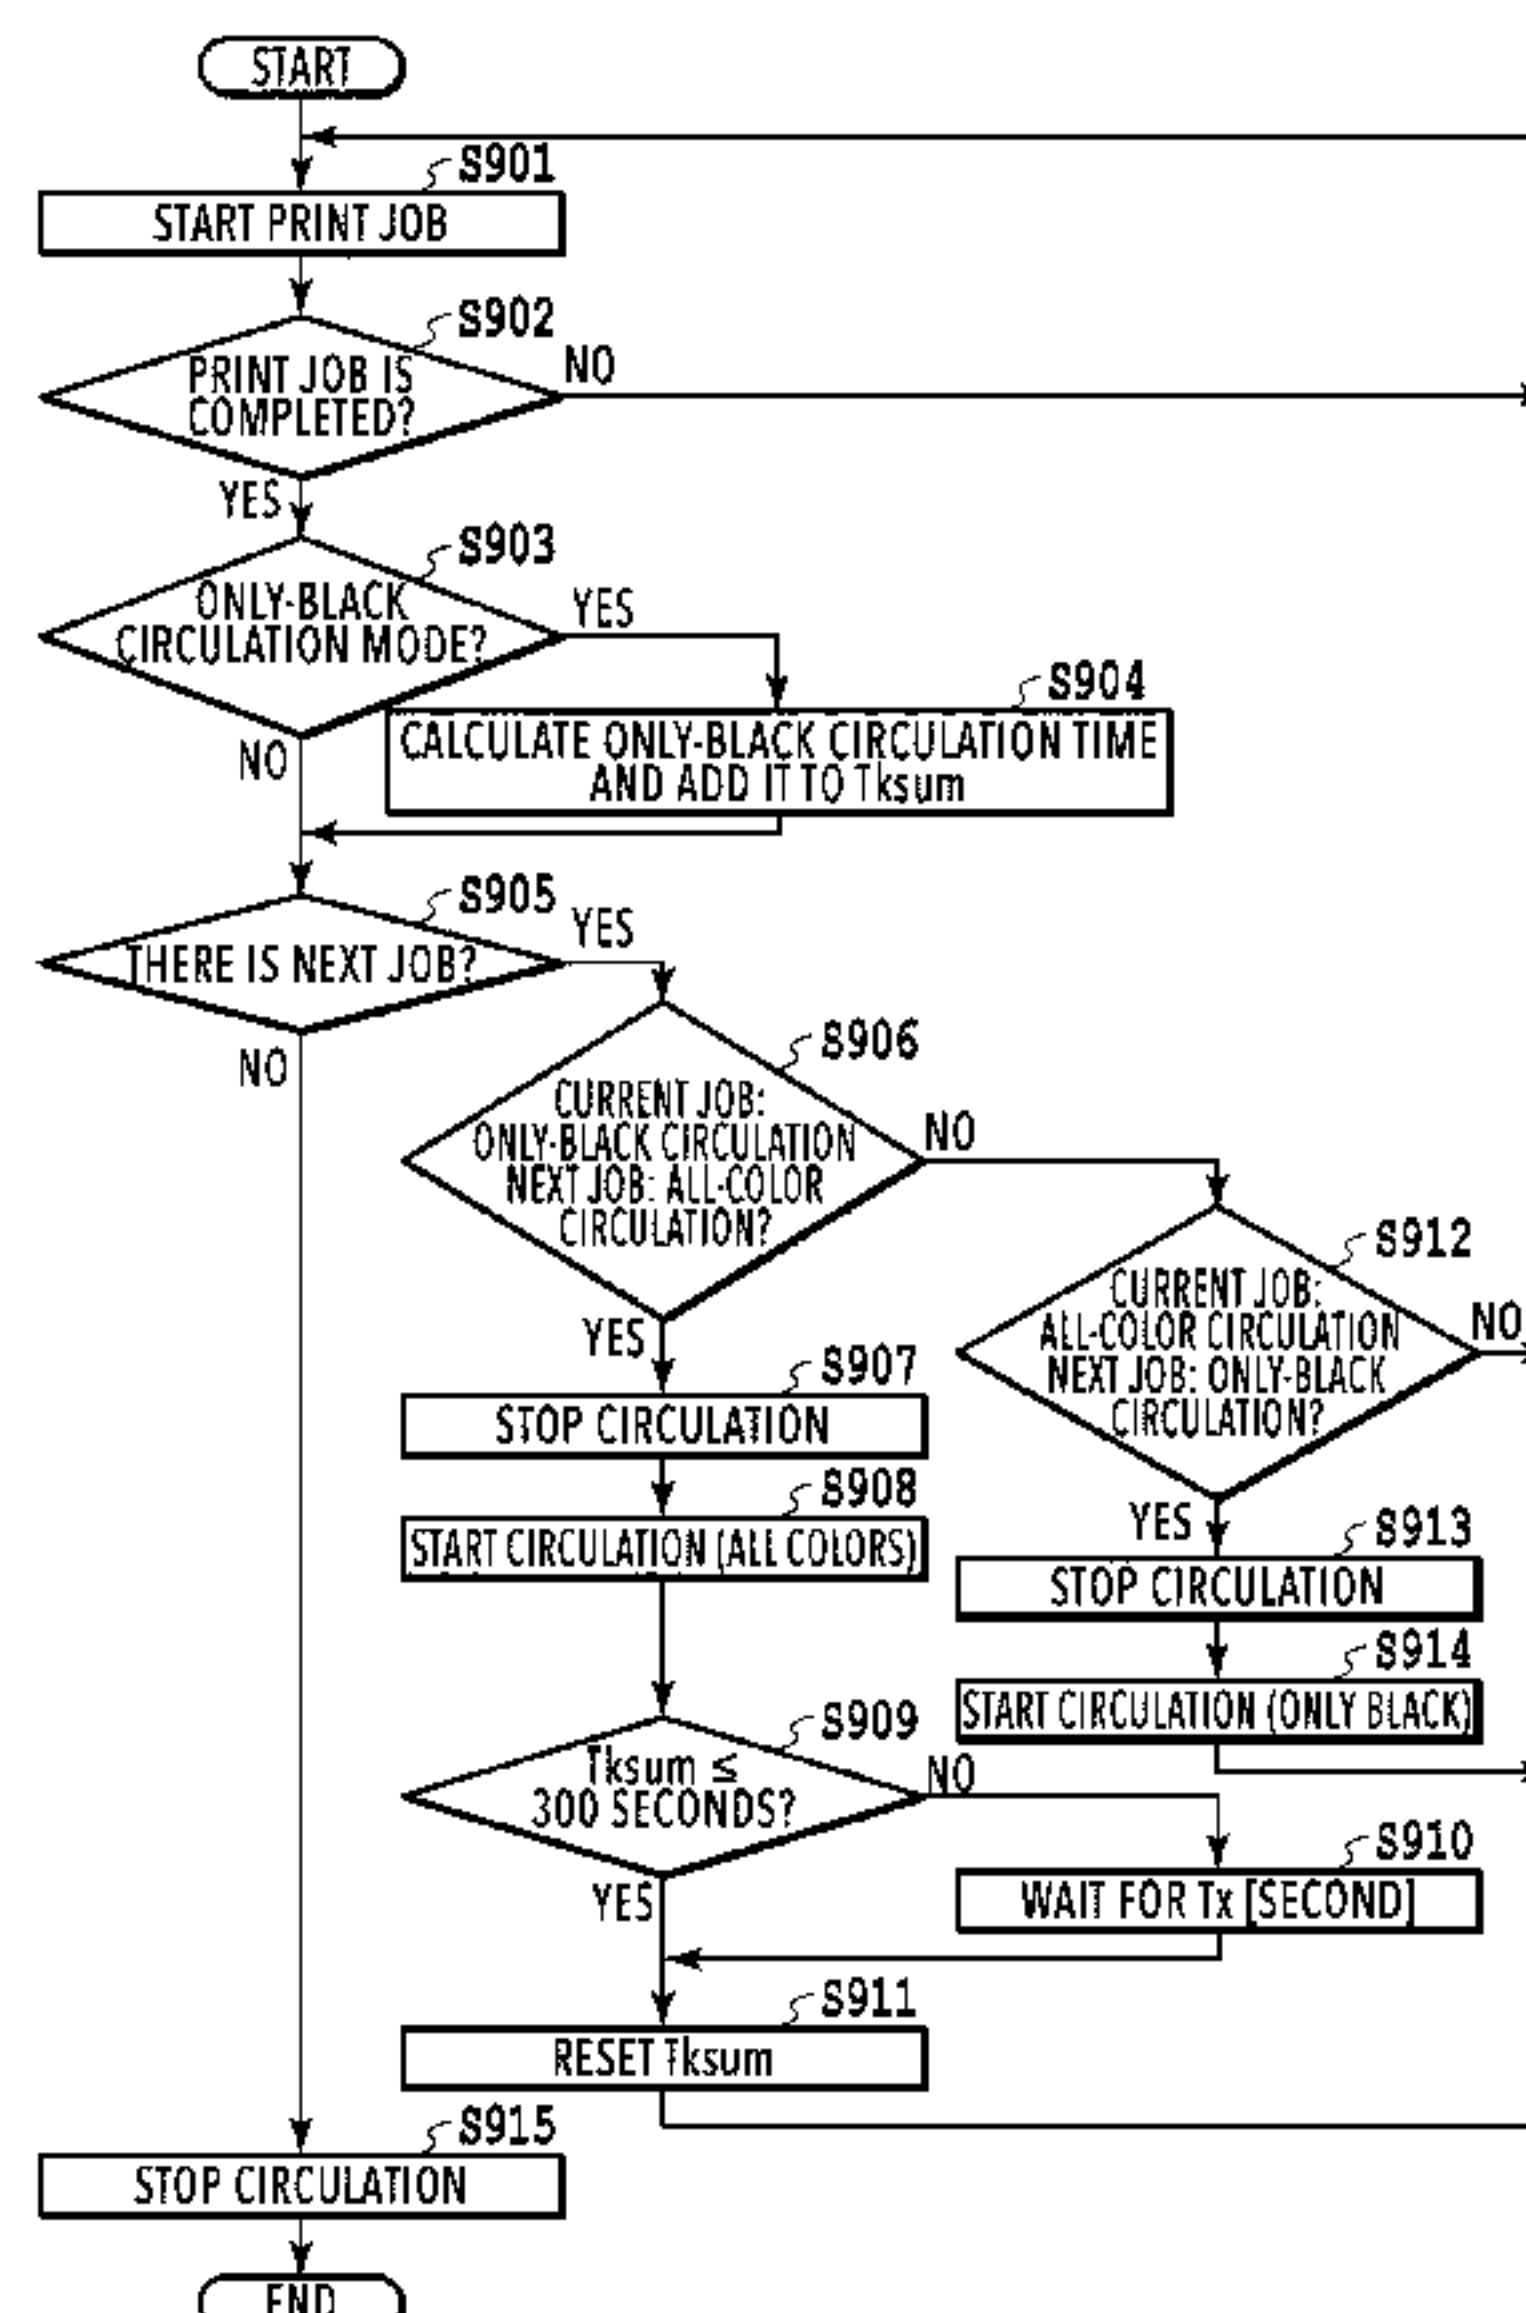 START
S901
START PRINT JOB
S902
PRINT JOB IS
COMPLETED?
NO
YES
S903
ONLY-BLACK
CIRCULATION MODE?
YES
NO
S904
CALCULATE ONLY-BLACK CIRCULATION TIME
AND ADD IT TO Tksum
S905
THERE IS NEXT JOB?
YES
NO
S906
CURRENT JOB:
ONLY-BLACK CIRCULATION
NEXT JOB: ALL-COLOR
CIRCULATION?
NO
YES
S912
CURRENT JOB:
ALL-COLOR CIRCULATION
NEXT JOB: ONLY-BLACK
CIRCULATION?
NO
YES
S907
STOP CIRCULATION
S908
START CIRCULATION (ALL COLORS)
S913
STOP CIRCULATION
S914
START CIRCULATION (ONLY BLACK)
S909
Tksum ≤
300 SECONDS?
NO
YES
S910
WAIT FOR Tx [SECOND]
S911
RESET Tksum
S915
STOP CIRCULATION
END